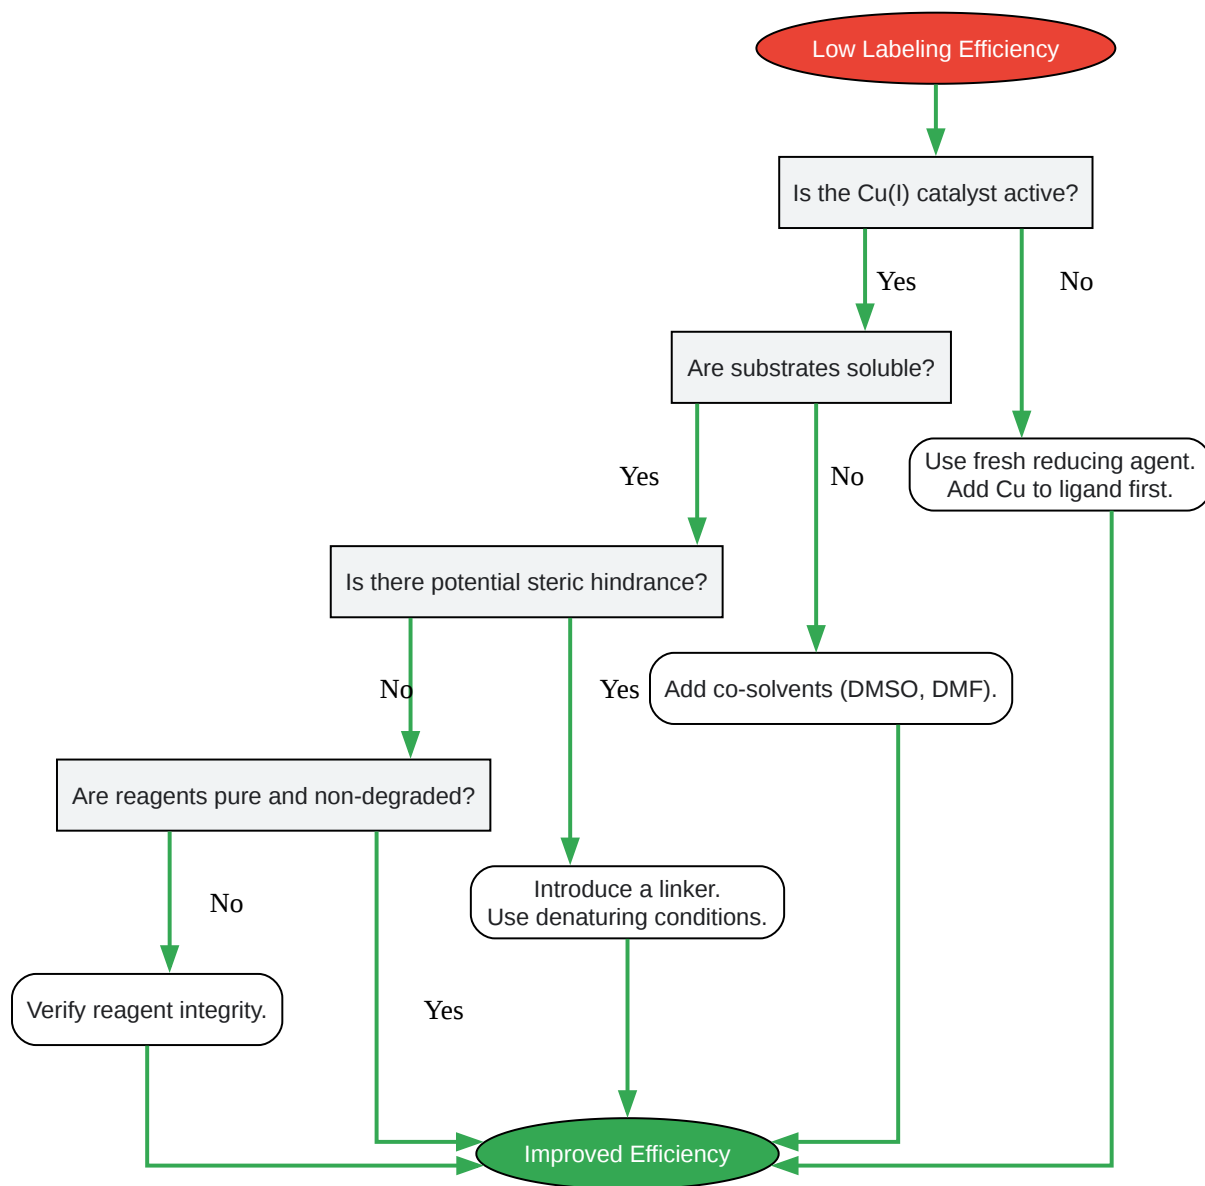 Low Labeling Efficiency
Is the Cu(I) catalyst active?
Yes
No
Are substrates soluble?
Use fresh reducing agent.
Add Cu to ligand first.
Yes
No
Is there potential steric hindrance?
No
Yes
Add co-solvents (DMSO, DMF).
Are reagents pure and non-degraded?
No
Introduce a linker.
Use denaturing conditions.
Verify reagent integrity.
Yes
Improved Efficiency